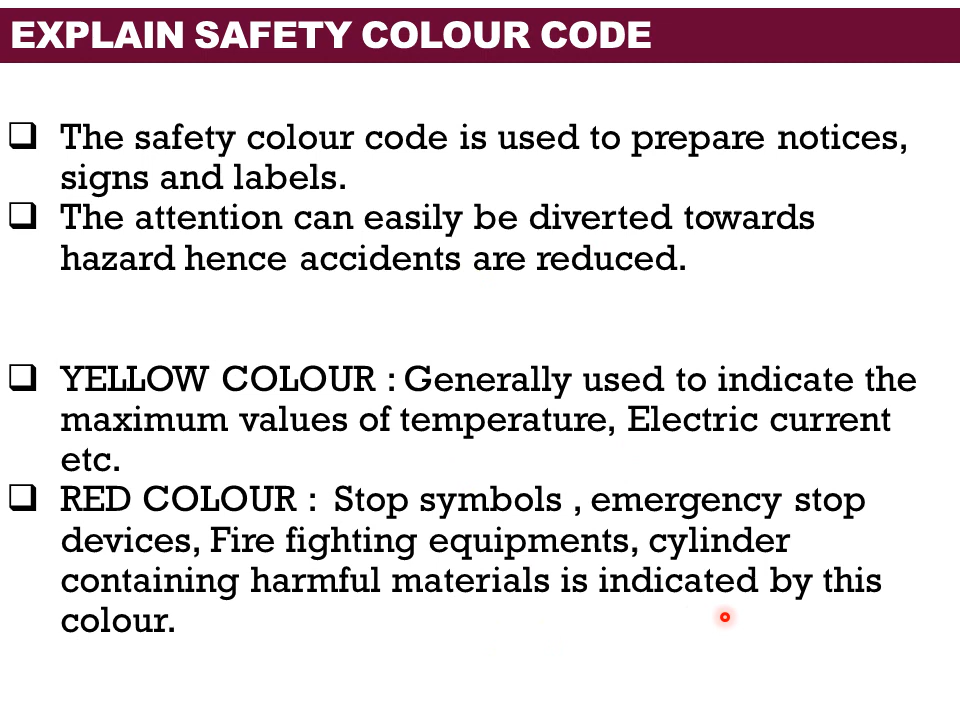 EXPLAIN SAFETY COLOUR CODE
❑ The safety colour code is used to prepare notices,
signs and labels.
❑ The attention can easily be diverted towards
hazard hence accidents are reduced.
❑ YELLOW COLOUR : Generally used to indicate the
maximum values of temperature, Electric current
etc.
❑ RED COLOUR : Stop symbols , emergency stop
devices, Fire fighting equipments, cylinder
containing harmful materials is indicated by this
colour.